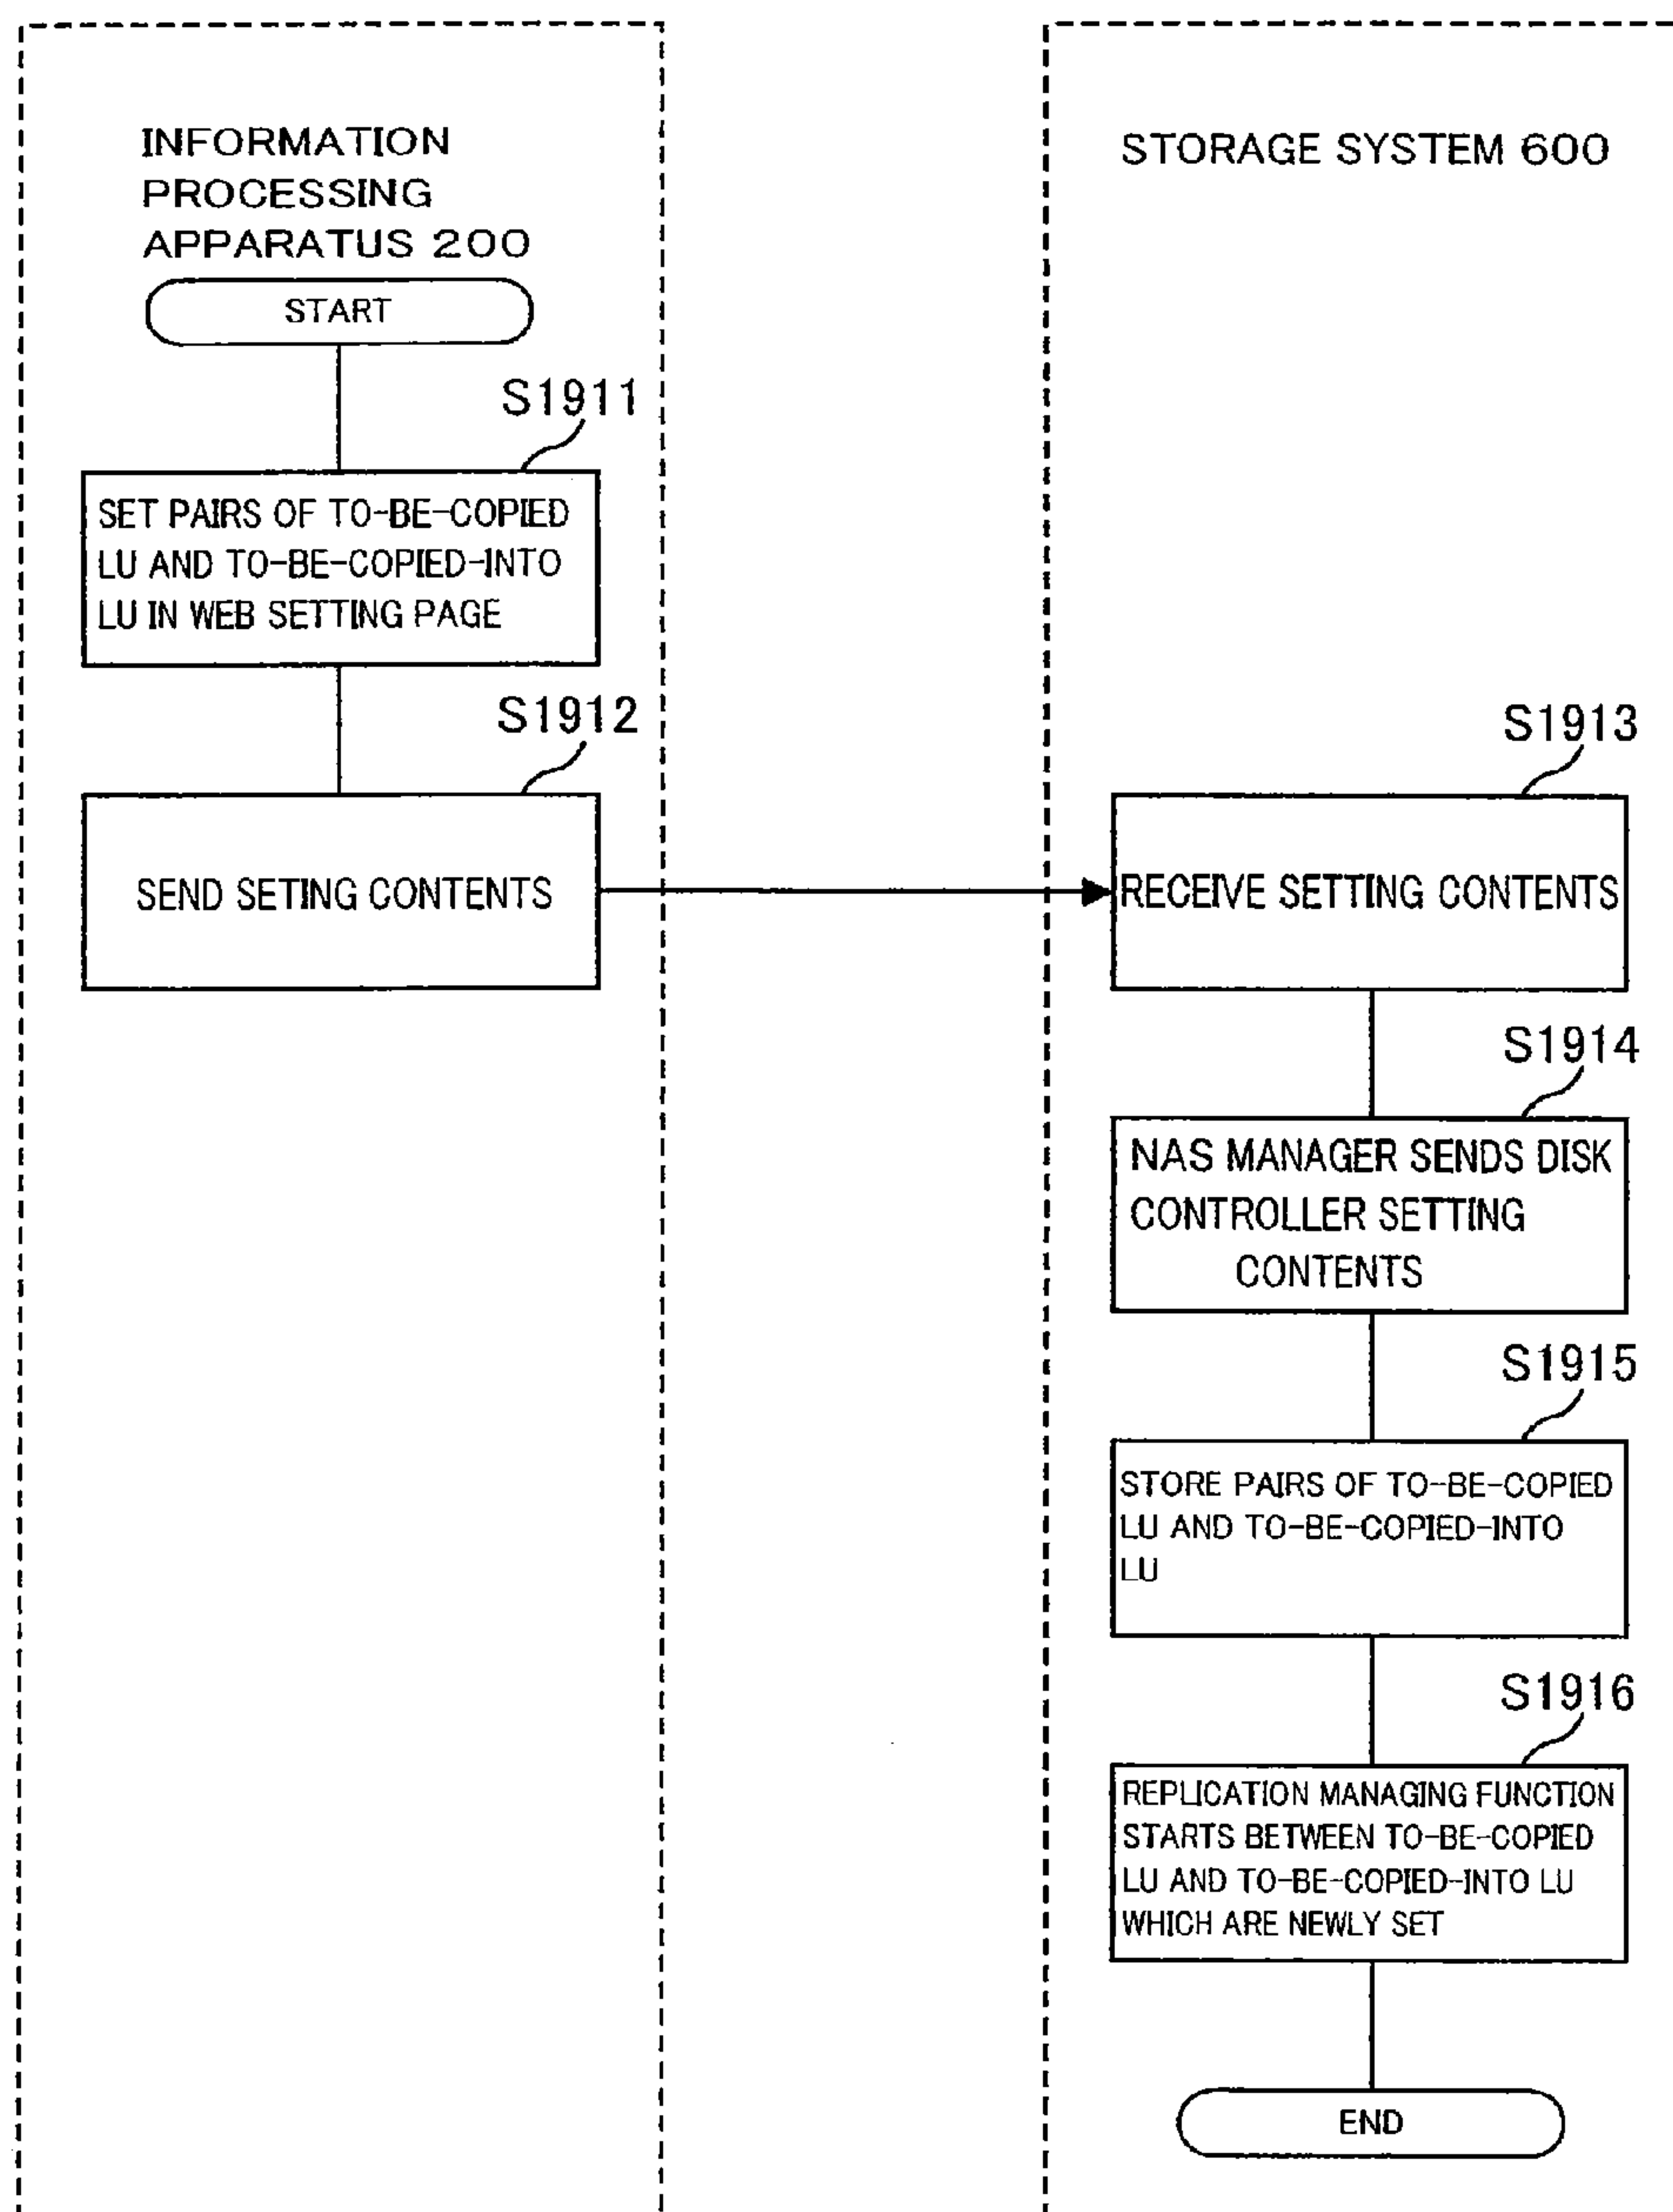 INFORMATION
PROCESSING
APPARATUS 200
START
S1911
SET PAIRS OF TO-BE-COPIED
LU AND TO-BE-COPIED-INTO
LU IN WEB SETTING PAGE
S1912
SEND SETING CONTENTS
STORAGE SYSTEM 600
S1913
RECEIVE SETTING CONTENTS
S1914
NAS MANAGER SENDS DISK
CONTROLLER SETTING
CONTENTS
S1915
STORE PAIRS OF TO-BE-COPIED
LU AND TO-BE-COPIED-INTO
LU
S1916
REPLICATION MANAGING FUNCTION
STARTS BETWEEN TO-BE-COPIED
LU AND TO-BE-COPIED-INTO LU
WHICH ARE NEWLY SET
END